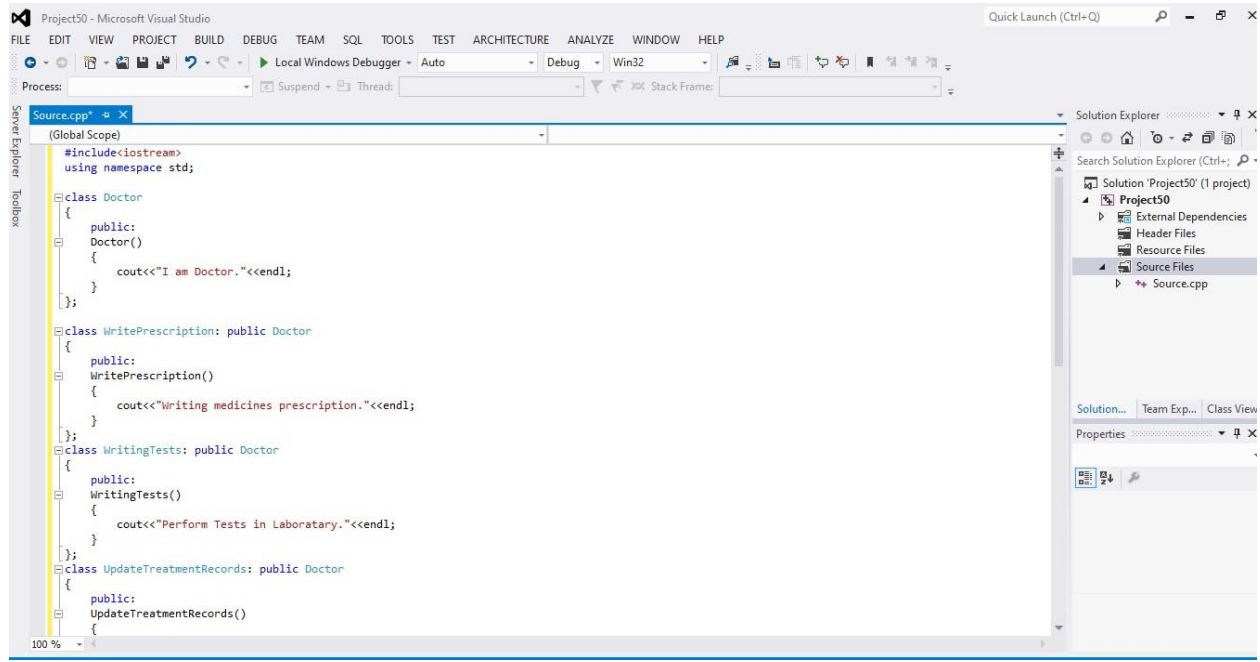 Project50 - Microsoft Visual Studio
Quick Launch (Ctrl+Q)
FILE EDIT VIEW PROJECT BUILD DEBUG TEAM SQL TOOLS TEST ARCHITECTURE ANALYZE WINDOW HELP
Local Windows Debugger Auto Debug Win32
Process: Suspend Thread: Stack Frame:
Server Explorer
Toolbox
Source.cpp*
(Global Scope)
#include<iostream>
using namespace std;
class Doctor
{
public:
Doctor()
{
cout<<"I am Doctor."<<endl;
}
};
class WritePrescription: public Doctor
{
public:
WritePrescription()
{
cout<<"Writing medicines prescription."<<endl;
}
};
class WritingTests: public Doctor
{
public:
WritingTests()
{
cout<<"Perform Tests in Laboratary."<<endl;
}
};
class UpdateTreatmentRecords: public Doctor
{
public:
UpdateTreatmentRecords()
{
100 %
Solution Explorer
Search Solution Explorer (Ctrl+;
Solution 'Project50' (1 project)
Project50
External Dependencies
Header Files
Resource Files
Source Files
++ Source.cpp
Solution... Team Exp... Class View
Properties